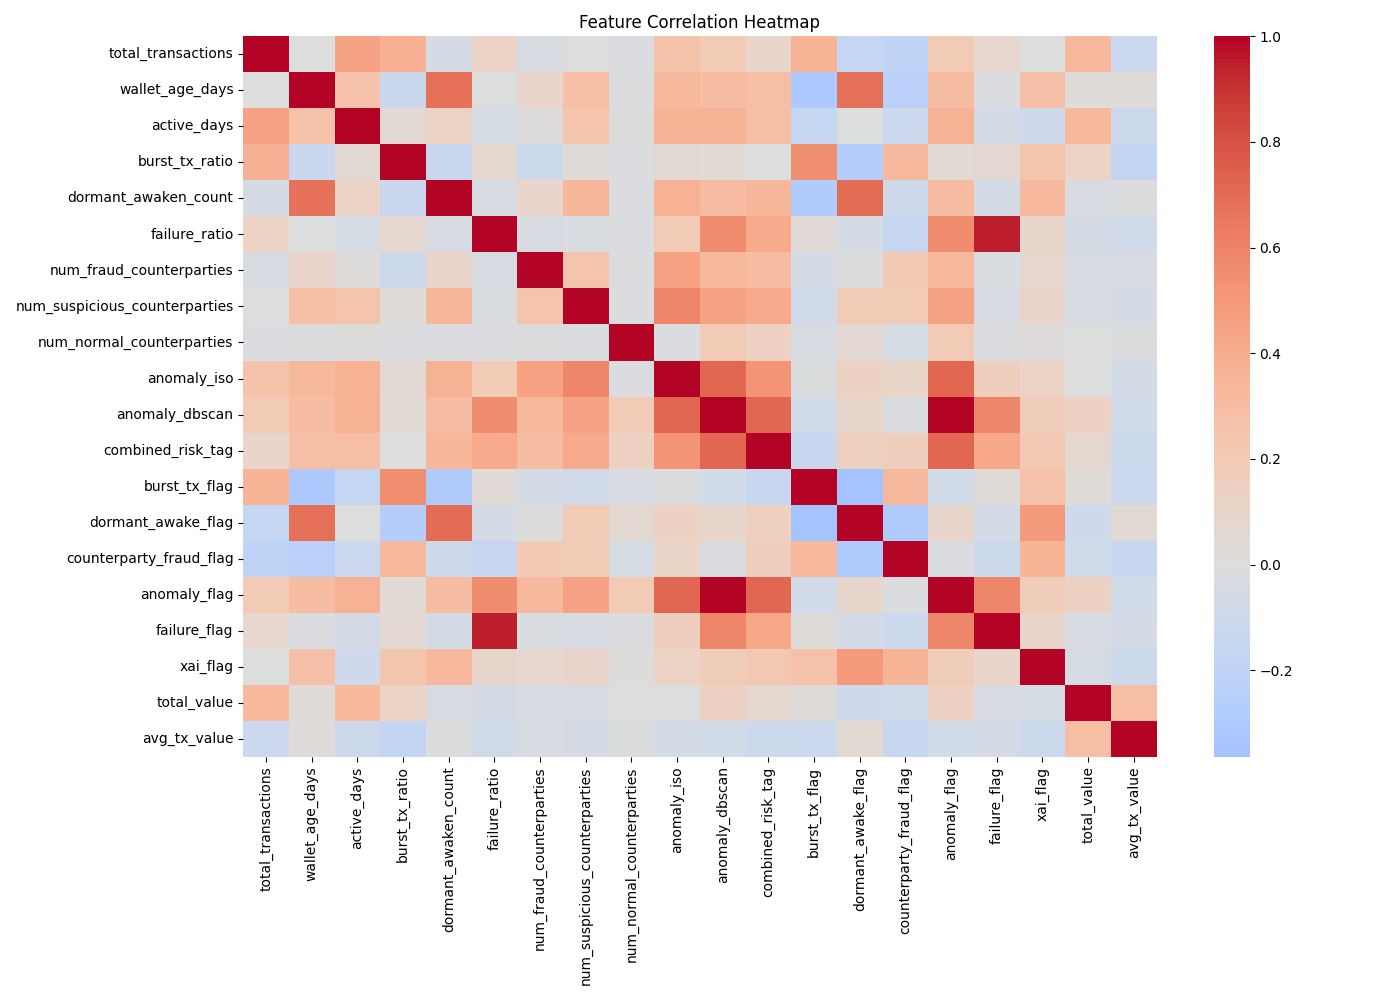 Feature Correlation Heatmap
total_transactions
wallet_age_days
active_days
burst_tx_ratio
dormant_awaken_count
failure_ratio
num_fraud_counterparties
num_suspicious_counterparties
num_normal_counterparties
anomaly_iso
anomaly_dbscan
combined_risk_tag
burst_tx_flag
dormant_awake_flag
counterparty_fraud_flag
anomaly_flag
failure_flag
xai_flag
total_value
avg_tx_value
total_transactions
wallet_age_days
active_days
burst_tx_ratio
dormant_awaken_count
failure_ratio
num_fraud_counterparties
num_suspicious_counterparties
num_normal_counterparties
anomaly_iso
anomaly_dbscan
combined_risk_tag
burst_tx_flag
dormant_awake_flag
counterparty_fraud_flag
anomaly_flag
failure_flag
xai_flag
total_value
avg_tx_value
1.0
0.8
0.6
0.4
0.2
0.0
−0.2